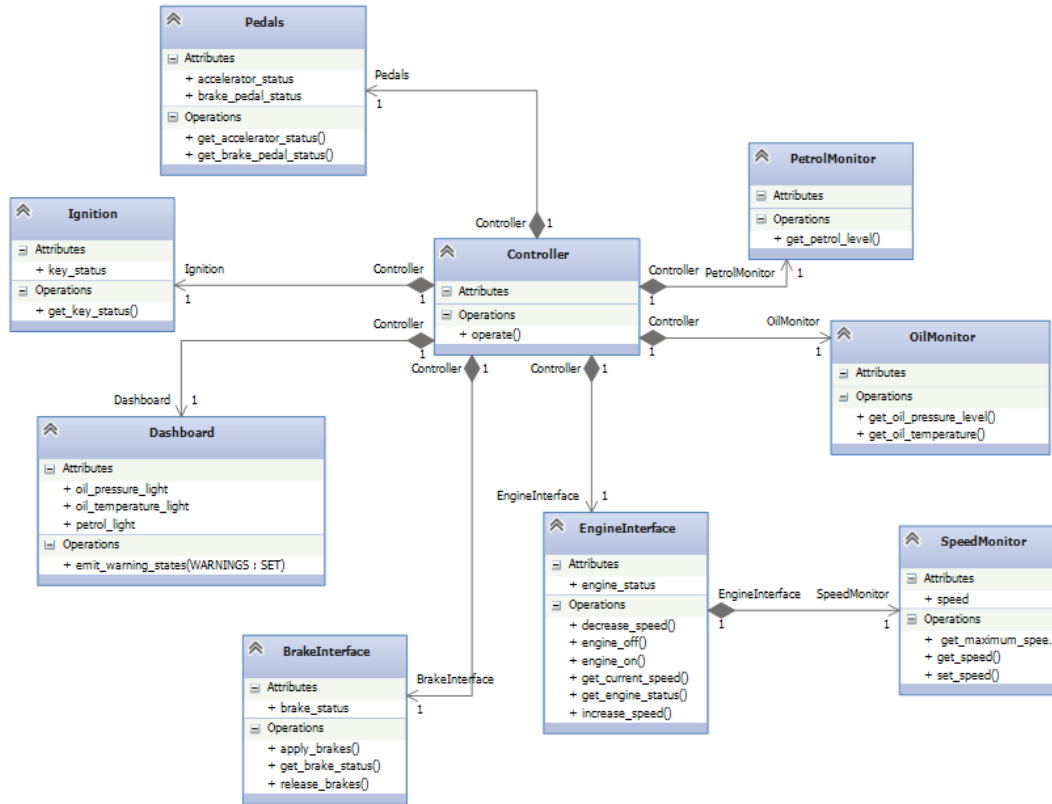 Pedals
Attributes
+ accelerator_status
+ brake_pedal_status
Operations
+ get_accelerator_status()
+ get_brake_pedal_status()
Pedals
1
Controller
1
PetrolMonitor
Attributes
Operations
+ get_petrol_level()
Ignition
Attributes
+ key_status
Operations
+ get_key_status()
Ignition
1
Controller
1
Controller
Attributes
Operations
+ operate()
Controller
1
PetrolMonitor
1
Controller
1
OilMonitor
1
OilMonitor
Attributes
Operations
+ get_oil_pressure_level()
+ get_oil_temperature()
Controller
1
Dashboard
1
Controller
1
Controller
1
Dashboard
Attributes
+ oil_pressure_light
+ oil_temperature_light
+ petrol_light
Operations
+ emit_warning_states(WARNINGS : SET)
EngineInterface
1
EngineInterface
Attributes
+ engine_status
Operations
+ decrease_speed()
+ engine_off()
+ engine_on()
+ get_current_speed()
+ get_engine_status()
+ increase_speed()
EngineInterface
1
SpeedMonitor
1
SpeedMonitor
Attributes
+ speed
Operations
+ get_maximum_spee...
+ get_speed()
+ set_speed()
BrakeInterface
1
BrakeInterface
Attributes
+ brake_status
Operations
+ apply_brakes()
+ get_brake_status()
+ release_brakes()